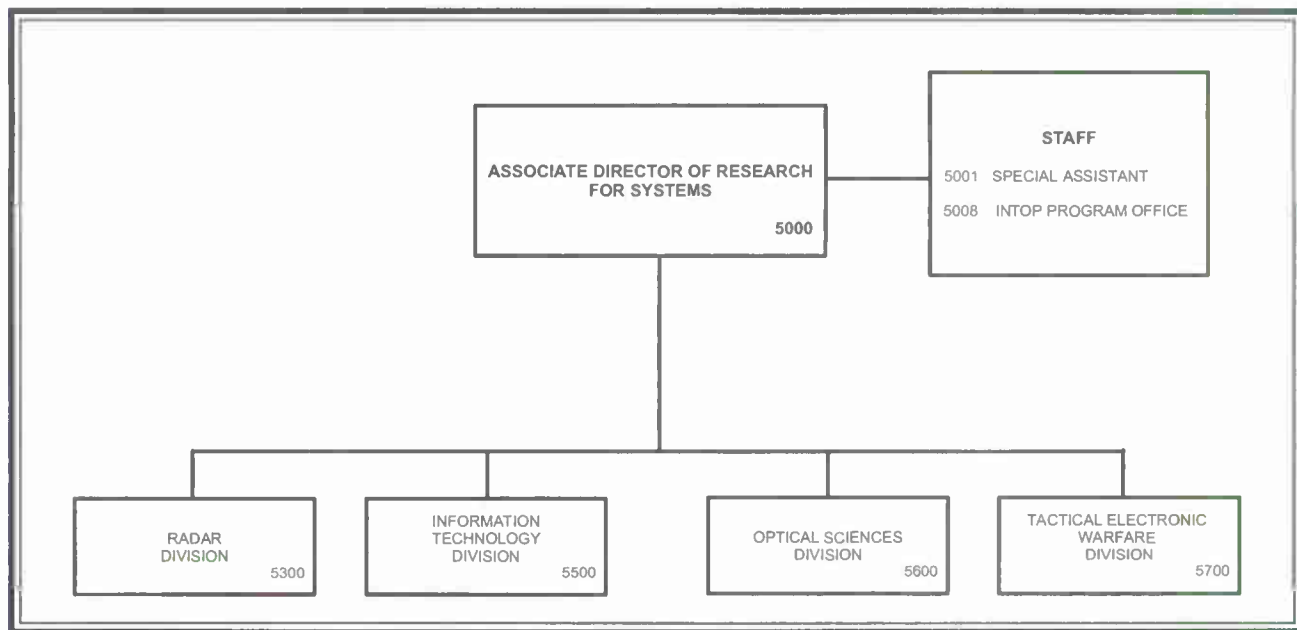 ASSOCIATE DIRECTOR OF RESEARCH
FOR SYSTEMS
5000
STAFF
5001 SPECIAL ASSISTANT
5008 INTOP PROGRAM OFFICE
RADAR
DIVISION
5300
INFORMATION
TECHNOLOGY
DIVISION
5500
OPTICAL SCIENCES
DIVISION
5600
TACTICAL ELECTRONIC
WARFARE
DIVISION
5700